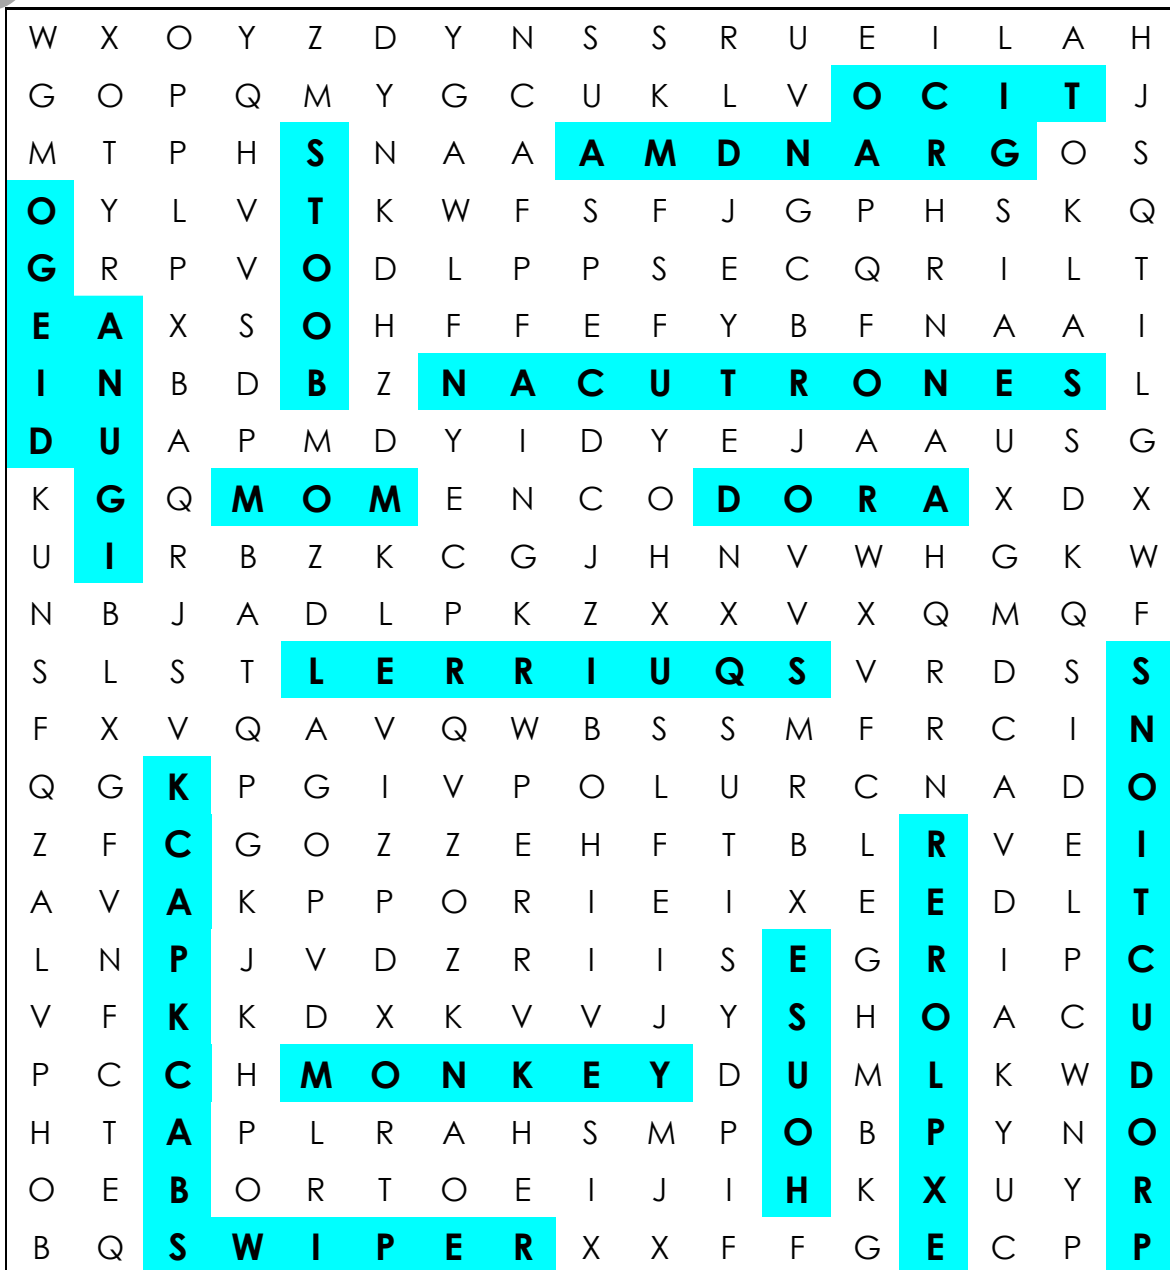 W X O Y Z D Y N S S R U E I L A H
G O P Q M Y G C U K L V O C I T J
M T P H S N A A A M D N A R G O S
O Y L V T K W F S F J G P H S K Q
G R P V O D L P P S E C Q R I L T
E A X S O H F F E F Y B F N A A I
I N B D B Z N A C U T R O N E S L
D U A P M D Y I D Y E J A A U S G
K G Q M O M E N C O D O R A X D X
U I R B Z K C G J H N V W H G K W
N B J A D L P K Z X X V X Q M Q F
S L S T L E R R I U Q S V R D S S
F X V Q A V Q W B S S M F R C I N
Q G K P G I V P O L U R C N A D O
Z F C G O Z Z E H F T B L R V E I
A V A K P P O R I E I X E E D L T
L N P J V D Z R I I S E G R I P C
V F K K D X K V V J Y S H O A C U
P C C H M O N K E Y D U M L K W D
H T A P L R A H S M P O B P Y N O
O E B O R T O E I J I H K X U Y R
B Q S W I P E R X X F F G E C P P